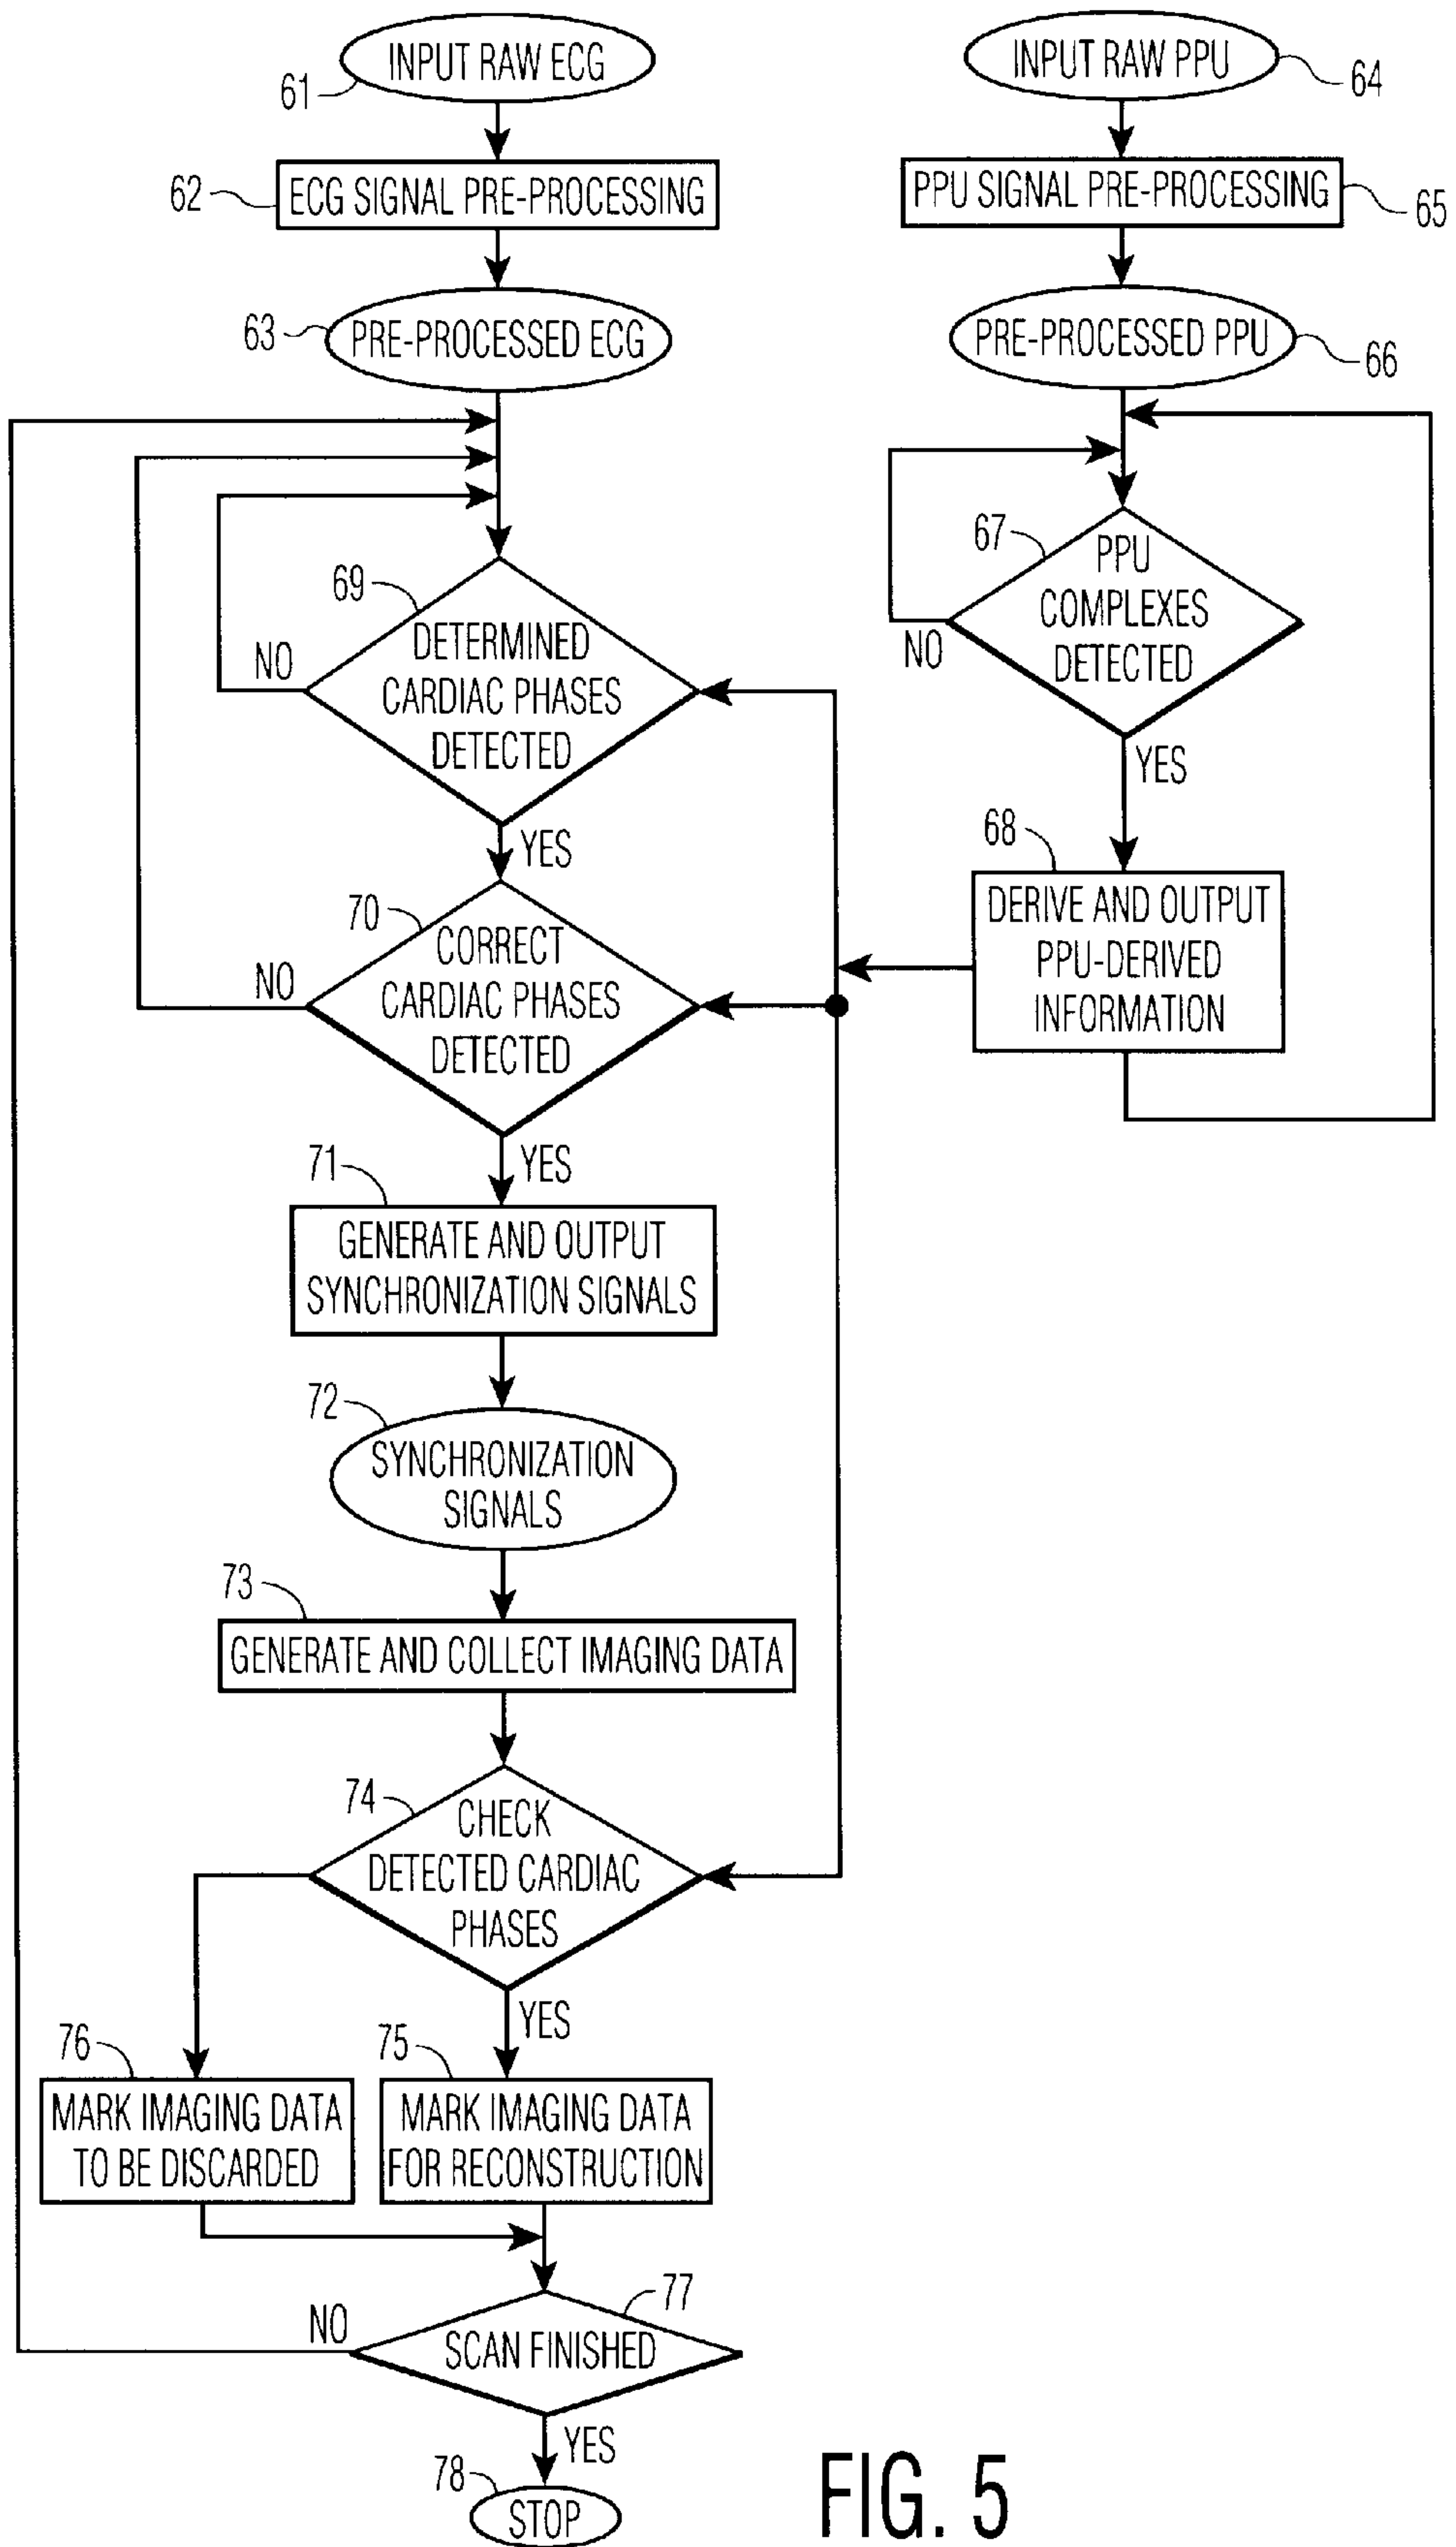 INPUT RAW ECG
61
ECG SIGNAL PRE-PROCESSING
62
PRE-PROCESSED ECG
63
INPUT RAW PPU
64
PPU SIGNAL PRE-PROCESSING
65
PRE-PROCESSED PPU
66
67
PPU
COMPLEXES
DETECTED
NO
YES
68
DERIVE AND OUTPUT
PPU-DERIVED
INFORMATION
69
DETERMINED
CARDIAC PHASES
DETECTED
NO
YES
70
CORRECT
CARDIAC PHASES
DETECTED
NO
YES
71
GENERATE AND OUTPUT
SYNCHRONIZATION SIGNALS
72
SYNCHRONIZATION
SIGNALS
73
GENERATE AND COLLECT IMAGING DATA
74
CHECK
DETECTED CARDIAC
PHASES
YES
76
MARK IMAGING DATA
TO BE DISCARDED
75
MARK IMAGING DATA
FOR RECONSTRUCTION
77
SCAN FINISHED
NO
YES
78
STOP
FIG. 5